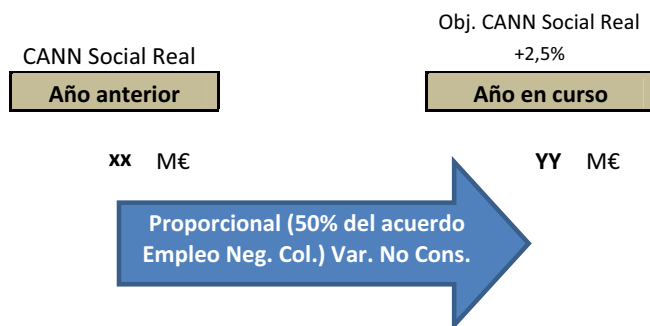 Obj. CANN Social Real
CANN Social Real
+2,5%
Año anterior
Año en curso
xx M€
YY M€
Proporcional (50% del acuerdo
Empleo Neg. Col.) Var. No Cons.